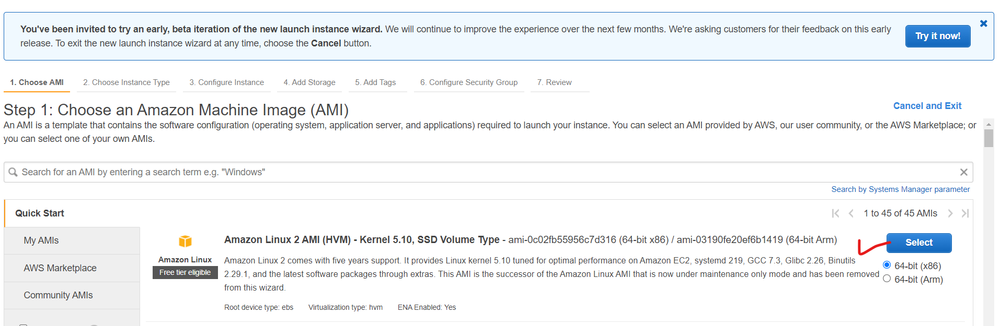 You've been invited to try an early, beta iteration of the new launch instance wizard. We will continue to improve the experience over the next few months. We're asking customers for their feedback on this early
release. To exit the new launch instance wizard at any time, choose the Cancel button.
Try it now!
1. Choose AMI 2. Choose Instance Type 3. Configure Instance 4. Add Storage 5. Add Tags 6. Configure Security Group 7. Review
Step 1: Choose an Amazon Machine Image (AMI)
Cancel and Exit
An AMI is a template that contains the software configuration (operating system, application server, and applications) required to launch your instance. You can select an AMI provided by AWS, our user community, or the AWS Marketplace; or
you can select one of your own AMIs.
Search for an AMI by entering a search term e.g. "Windows"
Search by Systems Manager parameter
Quick Start
1 to 45 of 45 AMIs
My AMIs
AWS Marketplace
Community AMIs
Amazon Linux
Free tier eligible
Amazon Linux 2 AMI (HVM) - Kernel 5.10, SSD Volume Type - ami-0c02fb55956c7d316 (64-bit x86) / ami-03190fe20ef6b1419 (64-bit Arm)
Amazon Linux 2 comes with five years support. It provides Linux kernel 5.10 tuned for optimal performance on Amazon EC2, systemd 219, GCC 7.3, Glibc 2.26, Binutils
2.29.1, and the latest software packages through extras. This AMI is the successor of the Amazon Linux AMI that is now under maintenance only mode and has been removed
from this wizard.
Root device type: ebs Virtualization type: hvm ENA Enabled: Yes
Select
64-bit (x86)
64-bit (Arm)